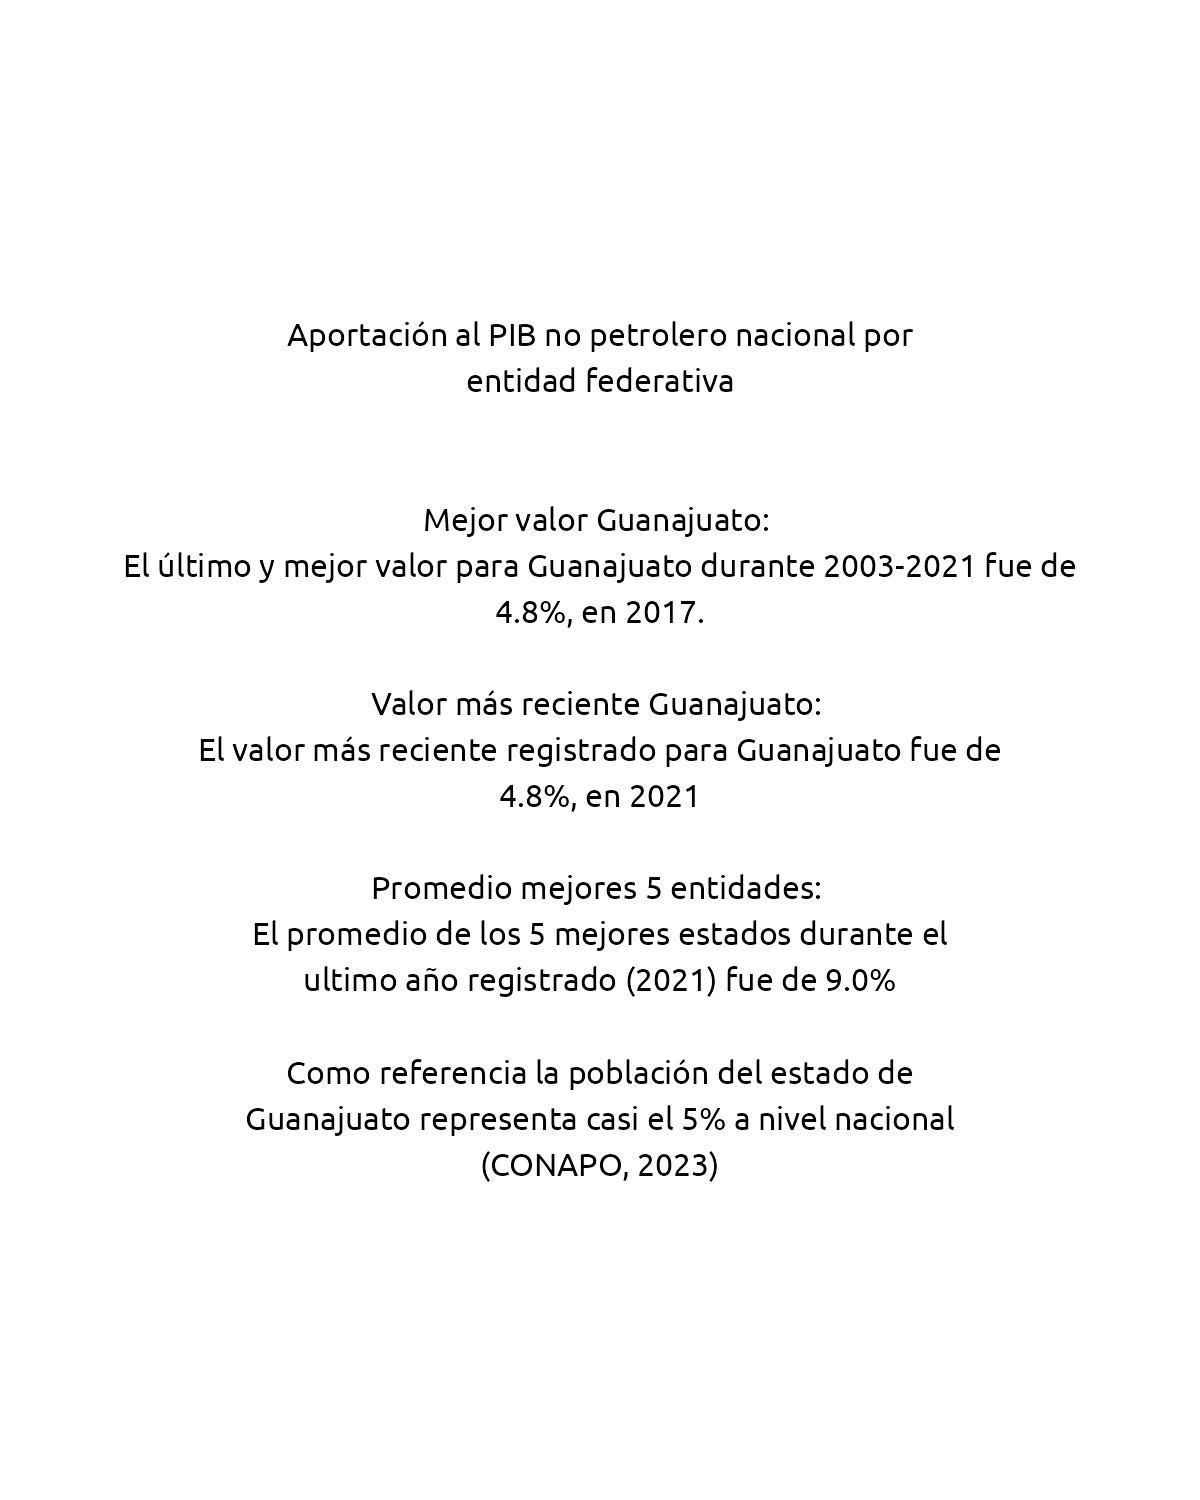 Aportación al PIB no petrolero nacional por
entidad federativa
Mejor valor Guanajuato:
El último y mejor valor para Guanajuato durante 2003-2021 fue de
4.8%, en 2017.
Valor más reciente Guanajuato:
El valor más reciente registrado para Guanajuato fue de
4.8%, en 2021
Promedio mejores 5 entidades:
El promedio de los 5 mejores estados durante el
ultimo año registrado (2021) fue de 9.0%
Como referencia la población del estado de
Guanajuato representa casi el 5% a nivel nacional
(CONAPO, 2023)